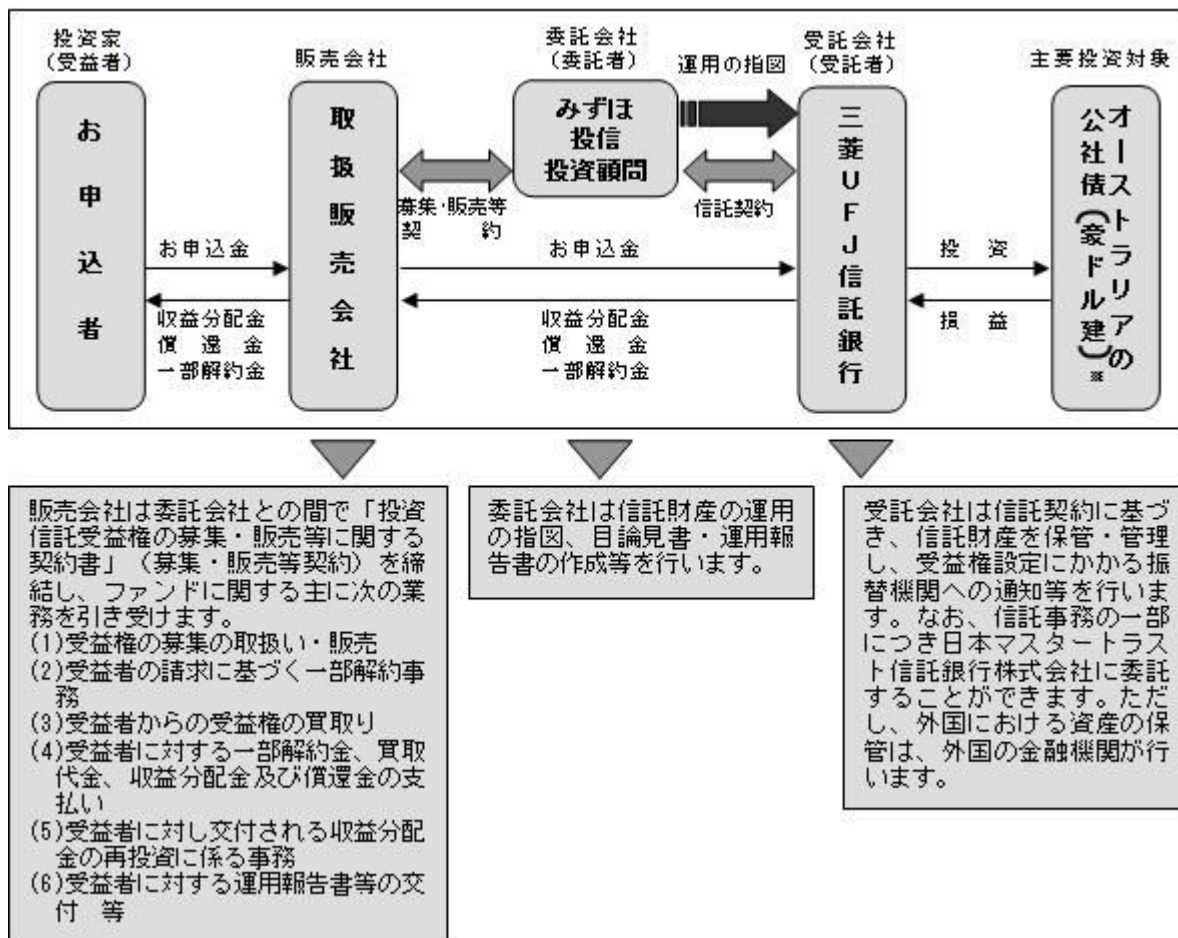 投資家
(受益者)
お申込者
販売会社
取扱販売会社
委託会社
(委託者)
みずほ
投信
投資顧問
運用の指図
受託会社
(受託者)
三菱UFJ信託銀行
主要投資対象
オーストラリアの
公社債(豪ドル建)※
募集・販売等
契約
信託契約
お申込金
収益分配金
償還金
一部解約金
お申込金
収益分配金
償還金
一部解約金
投資
損益
販売会社は委託会社との間で「投資
信託受益権の募集・販売等に関する
契約書」(募集・販売等契約)を締
結し、ファンドに関する主に次の業
務を引き受けます。
(1)受益権の募集の取扱い・販売
(2)受益者の請求に基づく一部解約事
務
(3)受益者からの受益権の買取り
(4)受益者に対する一部解約金、買取
代金、収益分配金及び償還金の支
払い
(5)受益者に対し交付される収益分配
金の再投資に係る事務
(6)受益者に対する運用報告書等の交
付 等
委託会社は信託財産の運用
の指図、目論見書・運用報
告書の作成等を行います。
受託会社は信託契約に基づ
き、信託財産を保管・管理
し、受益権設定にかかる振
替機関への通知等を行いま
す。なお、信託事務の一部
につき日本マスタートラス
ト信託銀行株式会社に委託
することができます。ただ
し、外国における資産の保
管は、外国の金融機関が行
います。